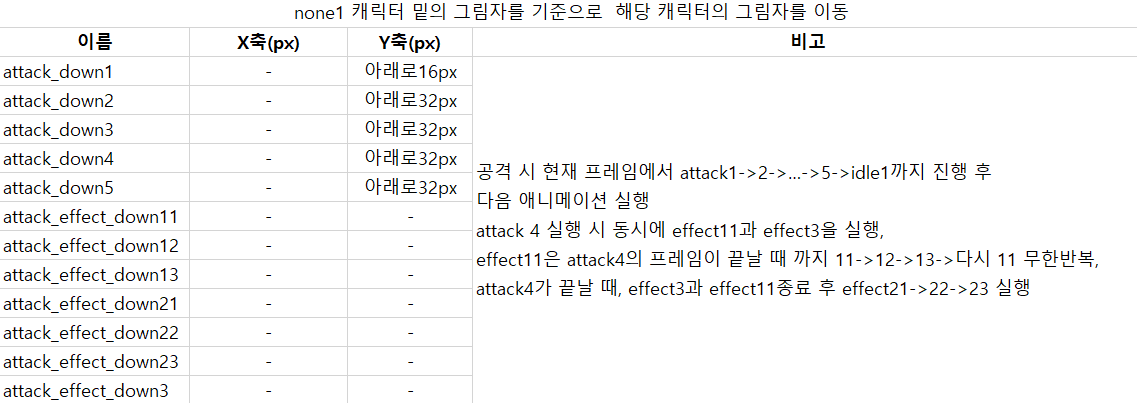 none1 캐릭터 밑의 그림자를 기준으로 해당 캐릭터의 그림자를 이동
이름 X축(px) Y축(px) 비고
attack_down1 - 아래로16px
attack_down2 - 아래로32px
attack_down3 - 아래로32px
attack_down4 - 아래로32px
attack_down5 - 아래로32px
attack_effect_down11 - -
attack_effect_down12 - -
attack_effect_down13 - -
attack_effect_down21 - -
attack_effect_down22 - -
attack_effect_down23 - -
attack_effect_down3 - -
공격 시 현재 프레임에서 attack1->2->...->5->idle1까지 진행 후
다음 애니메이션 실행
attack 4 실행 시 동시에 effect11과 effect3을 실행,
effect11은 attack4의 프레임이 끝날 때 까지 11->12->13->다시 11 무한반복,
attack4가 끝날 때, effect3과 effect11종료 후 effect21->22->23 실행